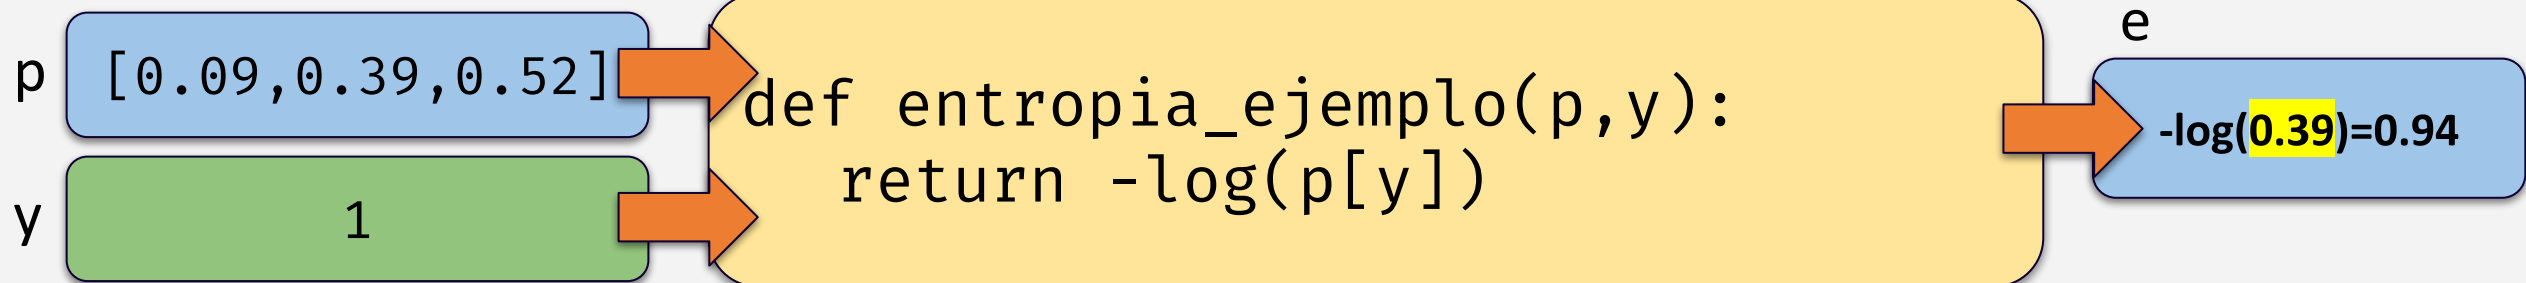 p
[0.09,0.39,0.52]
y
1
def entropia_ejemplo(p,y):
return -log(p[y])
e
-log(0.39)=0.94